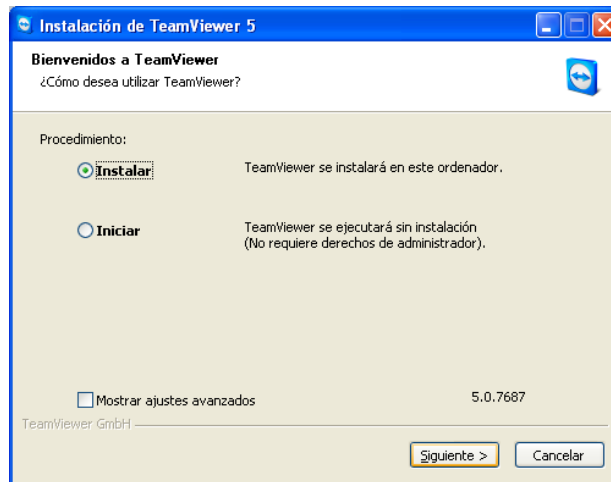 Instalación de TeamViewer 5
Bienvenidos a TeamViewer
¿Cómo desea utilizar TeamViewer?
Procedimiento:
Instalar TeamViewer se instalará en este ordenador.
Iniciar TeamViewer se ejecutará sin instalación
(No requiere derechos de administrador).
Mostrar ajustes avanzados 5.0.7687
TeamViewer GmbH
Siguiente > Cancelar